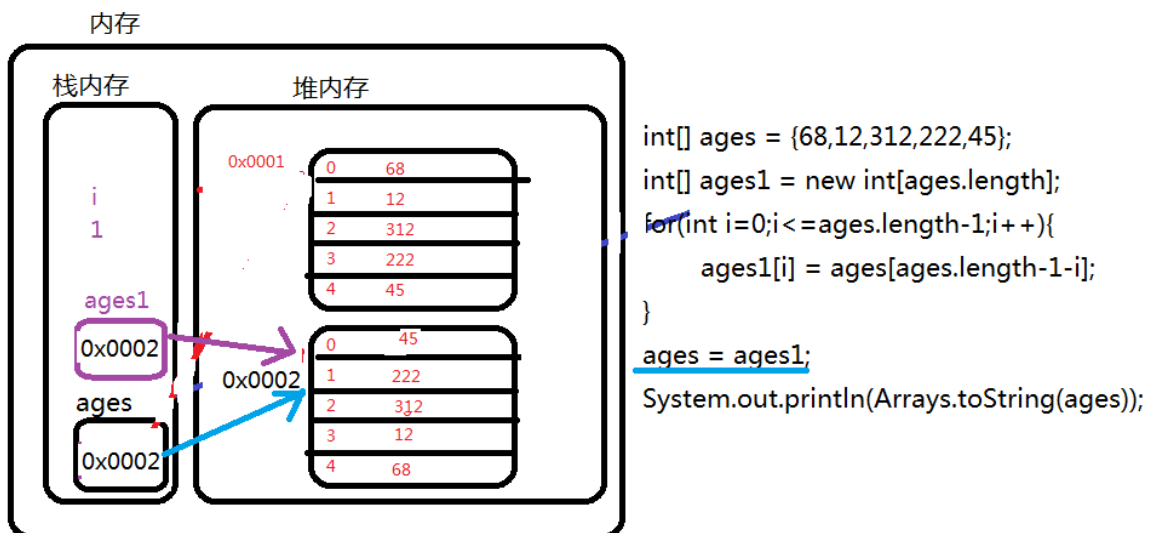 内存
栈内存
堆内存
i
1
ages1
0x0002
ages
0x0002
0x0001
0 68
1 12
2 312
3 222
4 45
0x0002
0 45
1 222
2 312
3 12
4 68
int[] ages = {68,12,312,222,45};
int[] ages1 = new int[ages.length];
for(int i=0;i<=ages.length-1;i++){
ages1[i] = ages[ages.length-1-i];
}
ages = ages1;
System.out.println(Arrays.toString(ages));